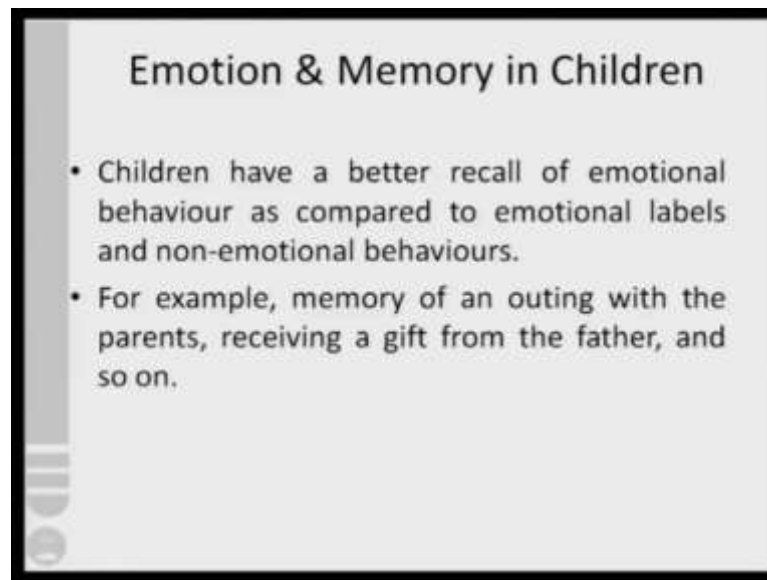 Emotion & Memory in Children
• Children have a better recall of emotional
behaviour as compared to emotional labels
and non-emotional behaviours.
• For example, memory of an outing with the
parents, receiving a gift from the father, and
so on.